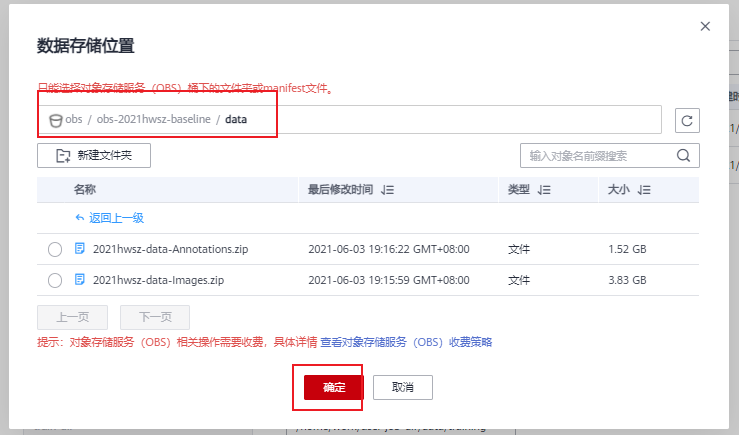 数据存储位置
只能选择对象存储服务（OBS）桶下的文件夹或manifest文件。
obs / obs-2021hwsz-baseline / data
新建文件夹 输入对象名前缀搜索
名称 最后修改时间 类型 大小
返回上一级
2021hwsz-data-Annotations.zip 2021-06-03 19:16:22 GMT+08:00 文件 1.52 GB
2021hwsz-data-Images.zip 2021-06-03 19:15:59 GMT+08:00 文件 3.83 GB
上一页 下一页
提示：对象存储服务（OBS）相关操作需要收费，具体详情 查看对象存储服务（OBS）收费策略
确定 取消